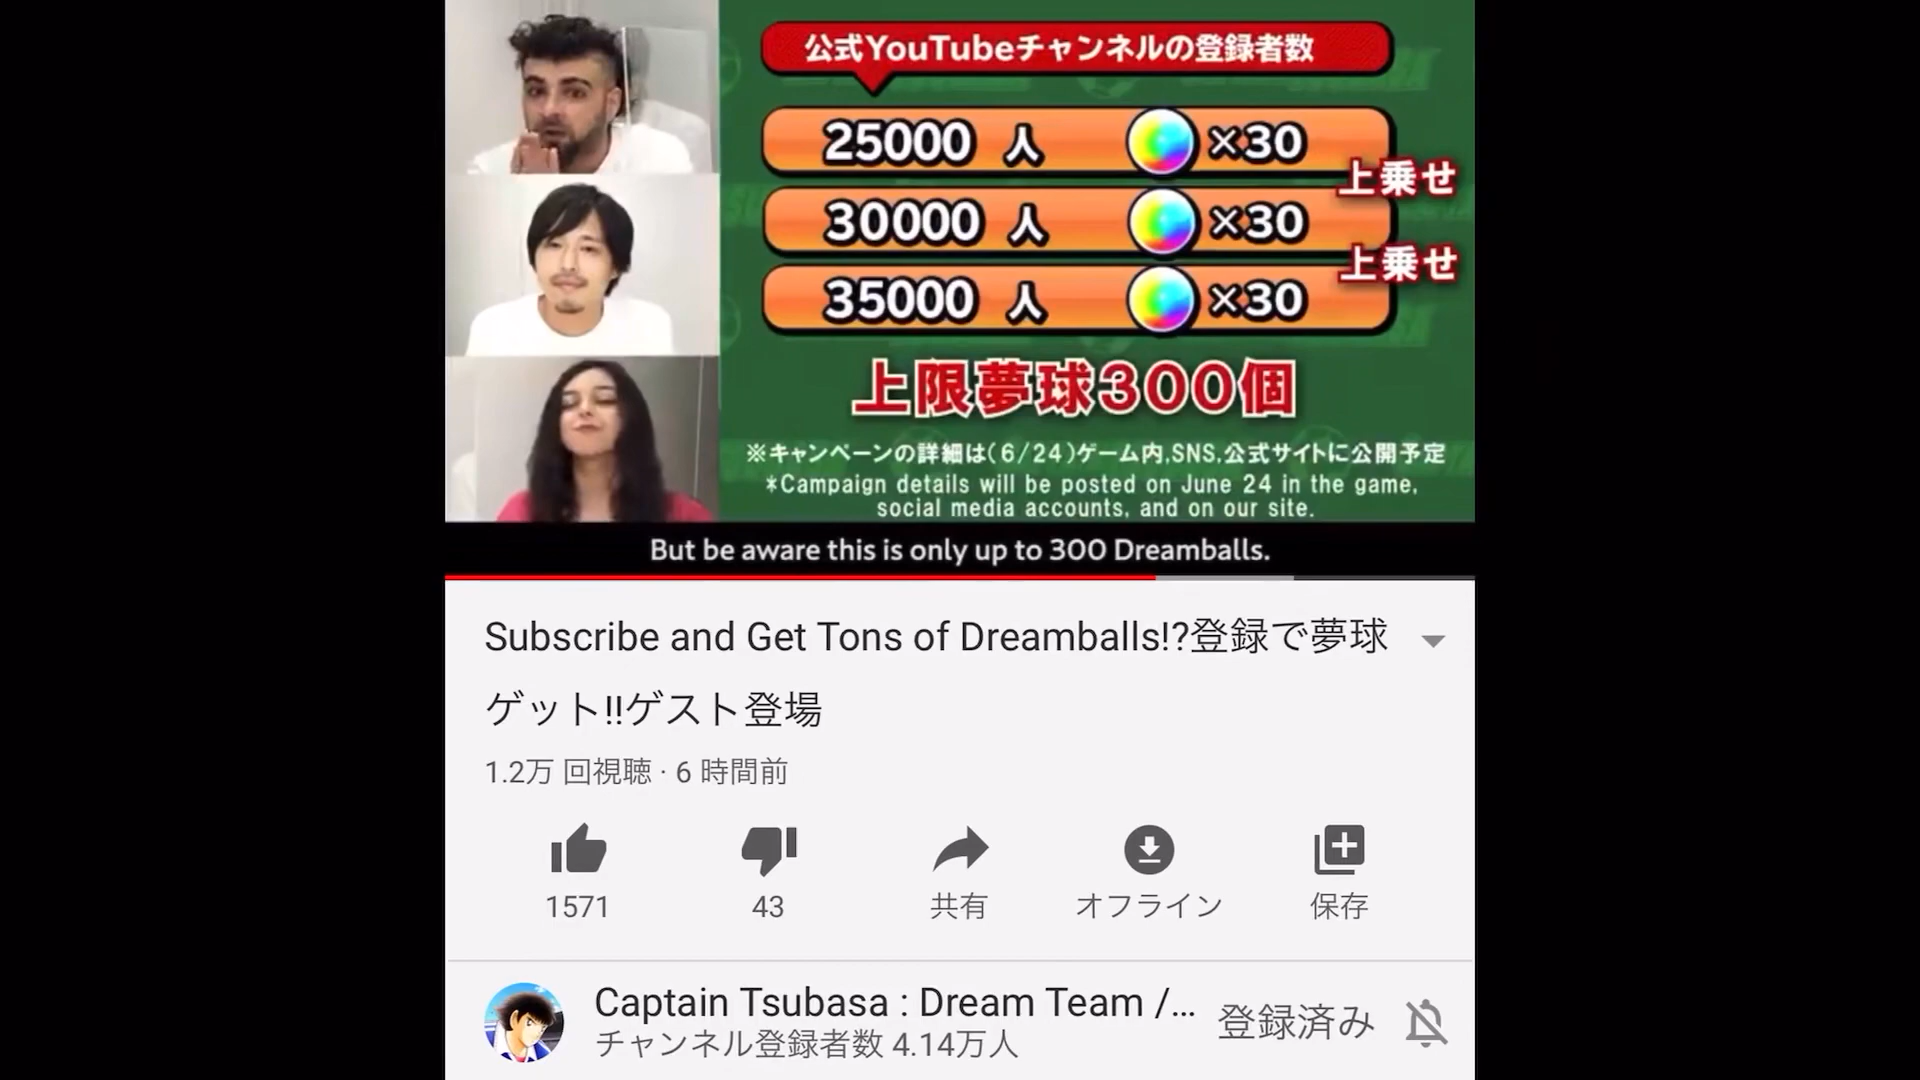 公式YouTubeチャンネルの登録者数
25000 人 ×30
上乗せ
30000 人 ×30
上乗せ
35000 人 ×30
上限夢球300個
※キャンペーンの詳細は(6/24)ゲーム内,SNS,公式サイトに公開予定
*Campaign details will be posted on June 24 in the game,
social media accounts, and on our site.
But be aware this is only up to 300 Dreamballs.
Subscribe and Get Tons of Dreamballs!?登録で夢球
ゲット!!ゲスト登場
1.2万 回視聴 · 6 時間前
1571
43
共有
オフライン
保存
Captain Tsubasa : Dream Team /...
チャンネル登録者数 4.14万人
登録済み